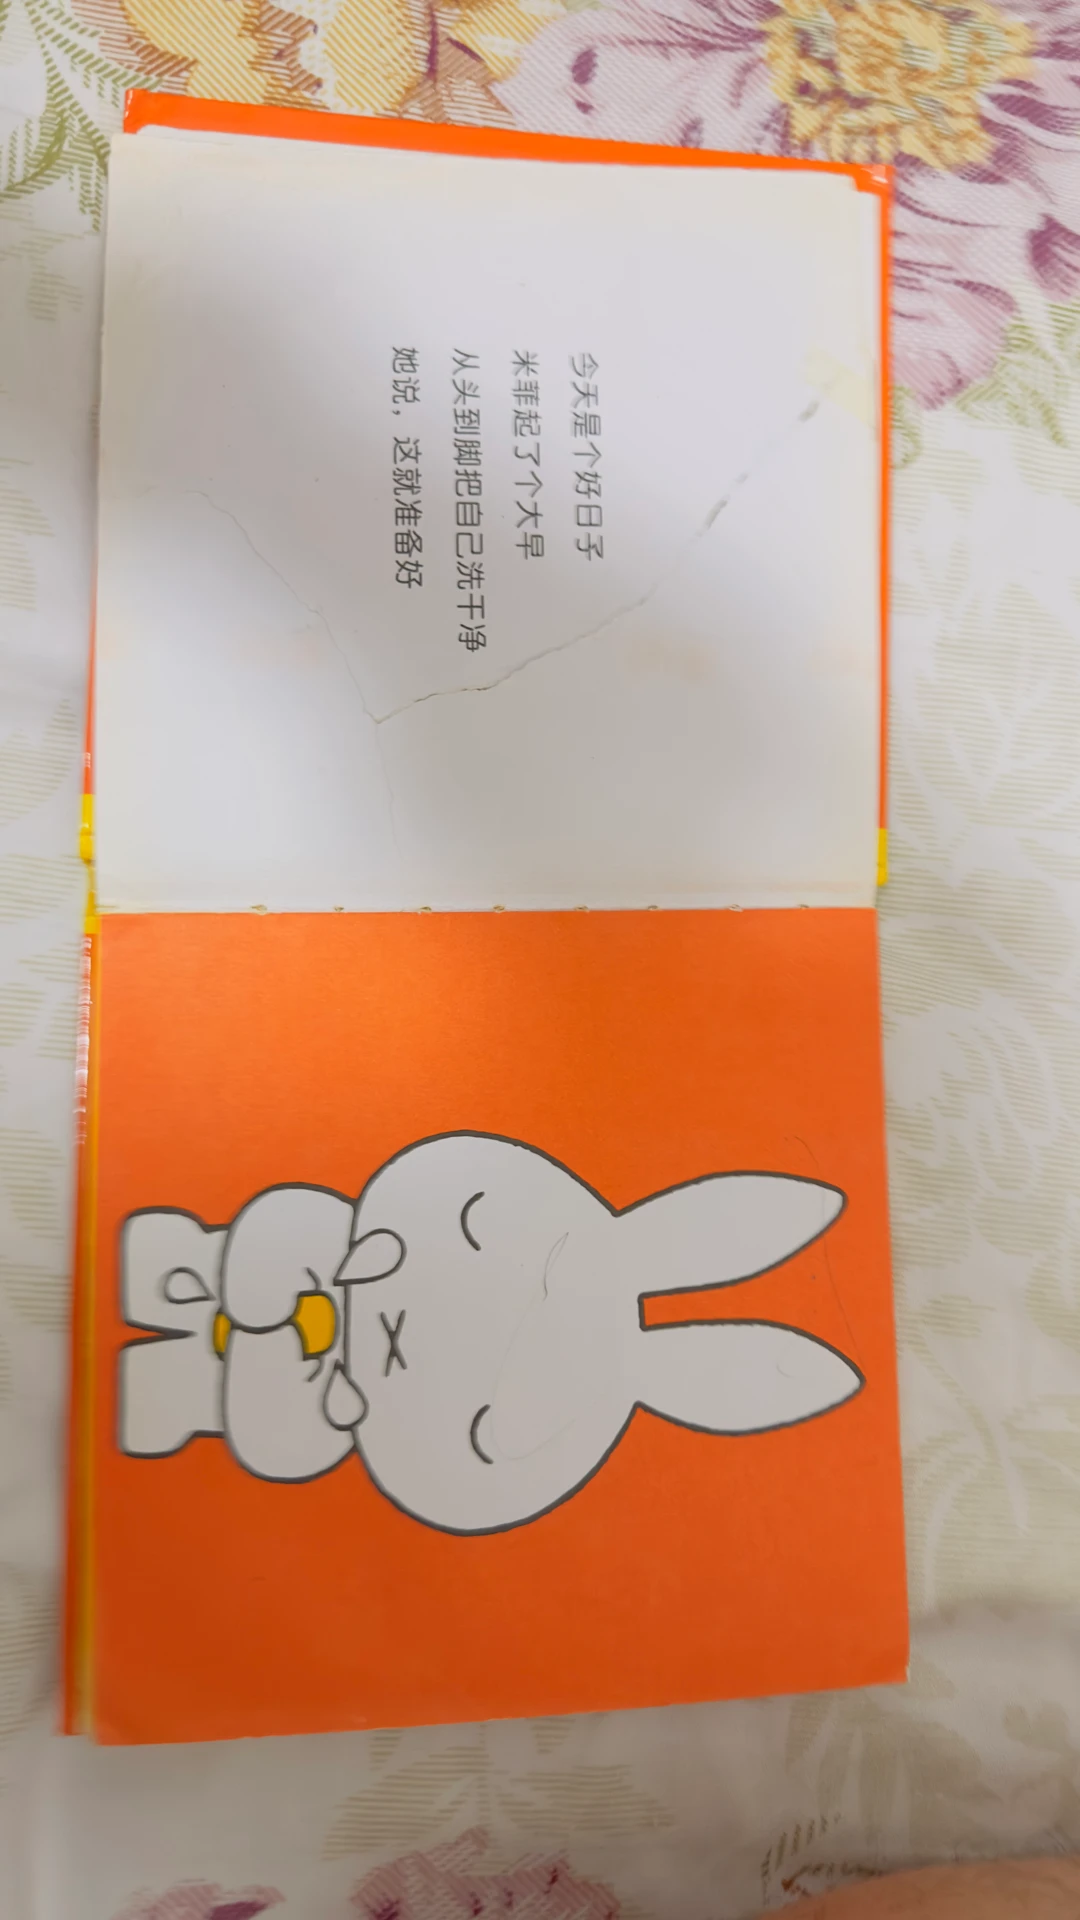 今天是个好日子
米菲起了个大早
从头到脚把自己洗干净
她说，这就准备好